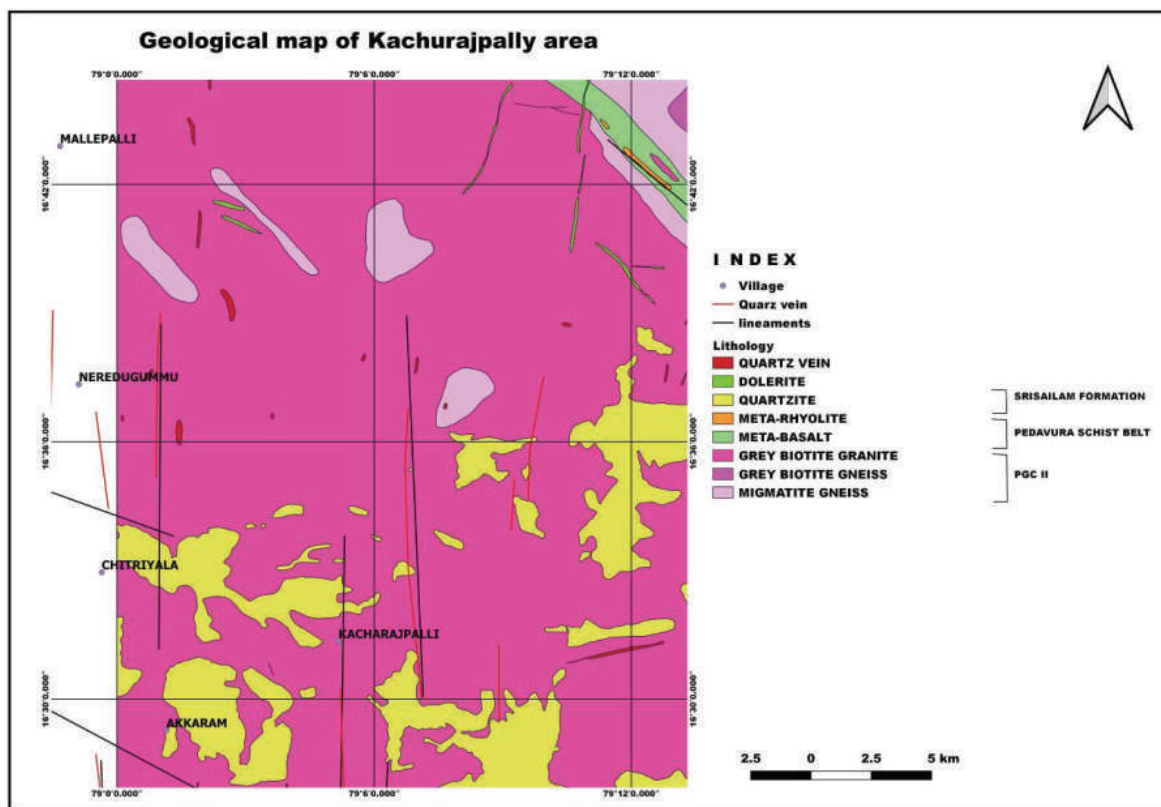 Geological map of Kachurajpally area
79°0'0.000" 79°6'0.000" 79°12'0.000"
MALLEPALLI
16°42'0.000" 16°42'0.000"
I N D E X
Village
Quarz vein
lineaments
Lithology
QUARTZ VEIN
DOLERITE
QUARTZITE
META-RHYOLITE
META-BASALT
GREY BIOTITE GRANITE
GREY BIOTITE GNEISS
MIGMATITE GNEISS
SRISAILAM FORMATION
PEDAVURA SCHIST BELT
PGC II
NEREDUGUMMU
16°36'0.000" 16°36'0.000"
CHITRIYALA
KACHARAJPALLI
16°30'0.000" 16°30'0.000"
AKKARAM
79°0'0.000" 79°6'0.000" 79°12'0.000"
2.5 0 2.5 5 km